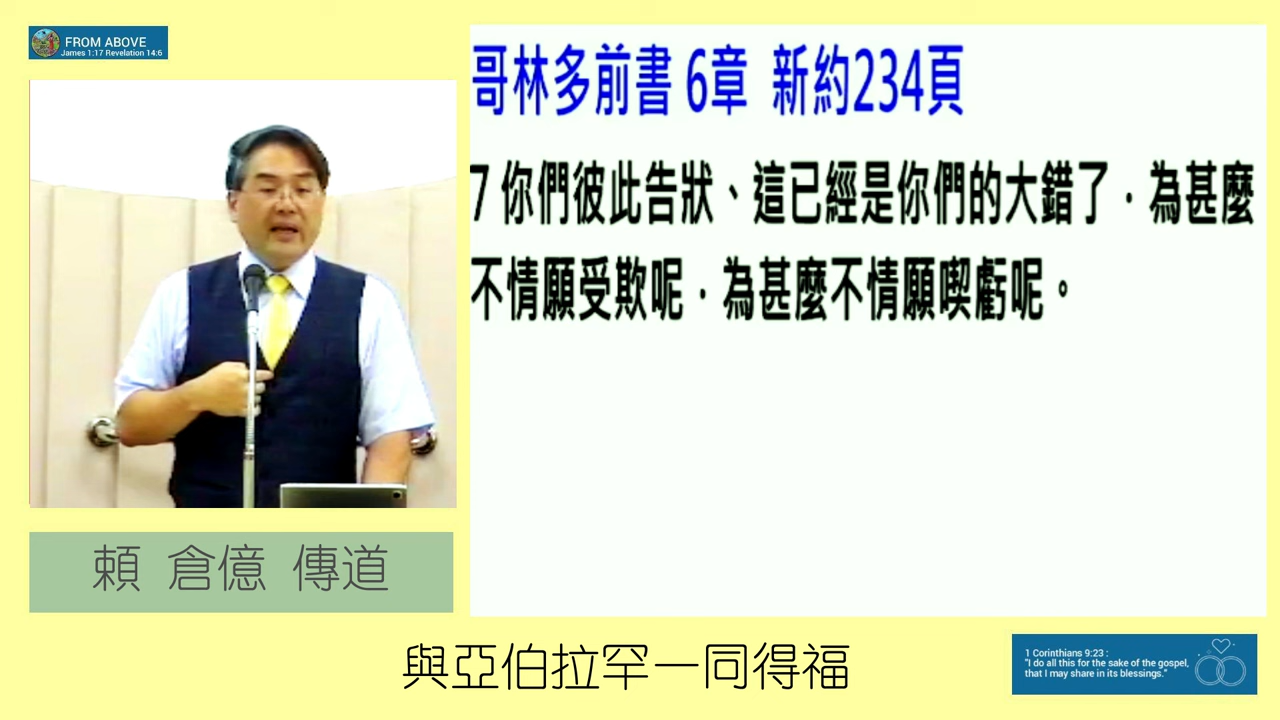 FROM ABOVE
James 1:17 Revelation 14:6
哥林多前書 6章 新約234頁
7 你們彼此告狀、這已經是你們的大錯了．為甚麼
不情願受欺呢．為甚麼不情願喫虧呢。
賴 倉億 傳道
與亞伯拉罕一同得福
1 Corinthians 9:23 :
"I do all this for the sake of the gospel,
that I may share in its blessings."